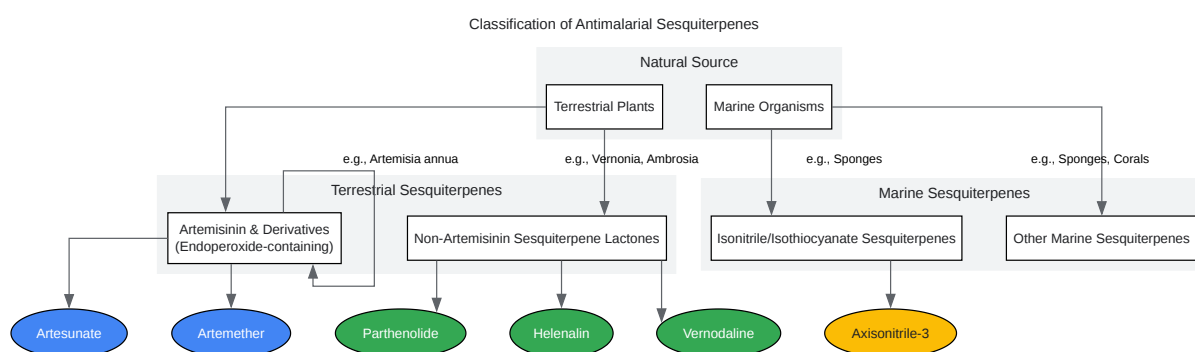 Classification of Antimalarial Sesquiterpenes
Natural Source
Terrestrial Plants
Marine Organisms
e.g., Artemisia annua
e.g., Vernonia, Ambrosia
e.g., Sponges
e.g., Sponges, Corals
Terrestrial Sesquiterpenes
Marine Sesquiterpenes
Artemisinin & Derivatives
(Endoperoxide-containing)
Non-Artemisinin Sesquiterpene Lactones
Isonitrile/Isothiocyanate Sesquiterpenes
Other Marine Sesquiterpenes
Artesunate
Artemether
Parthenolide
Helenalin
Vernodaline
Axisonitrile-3